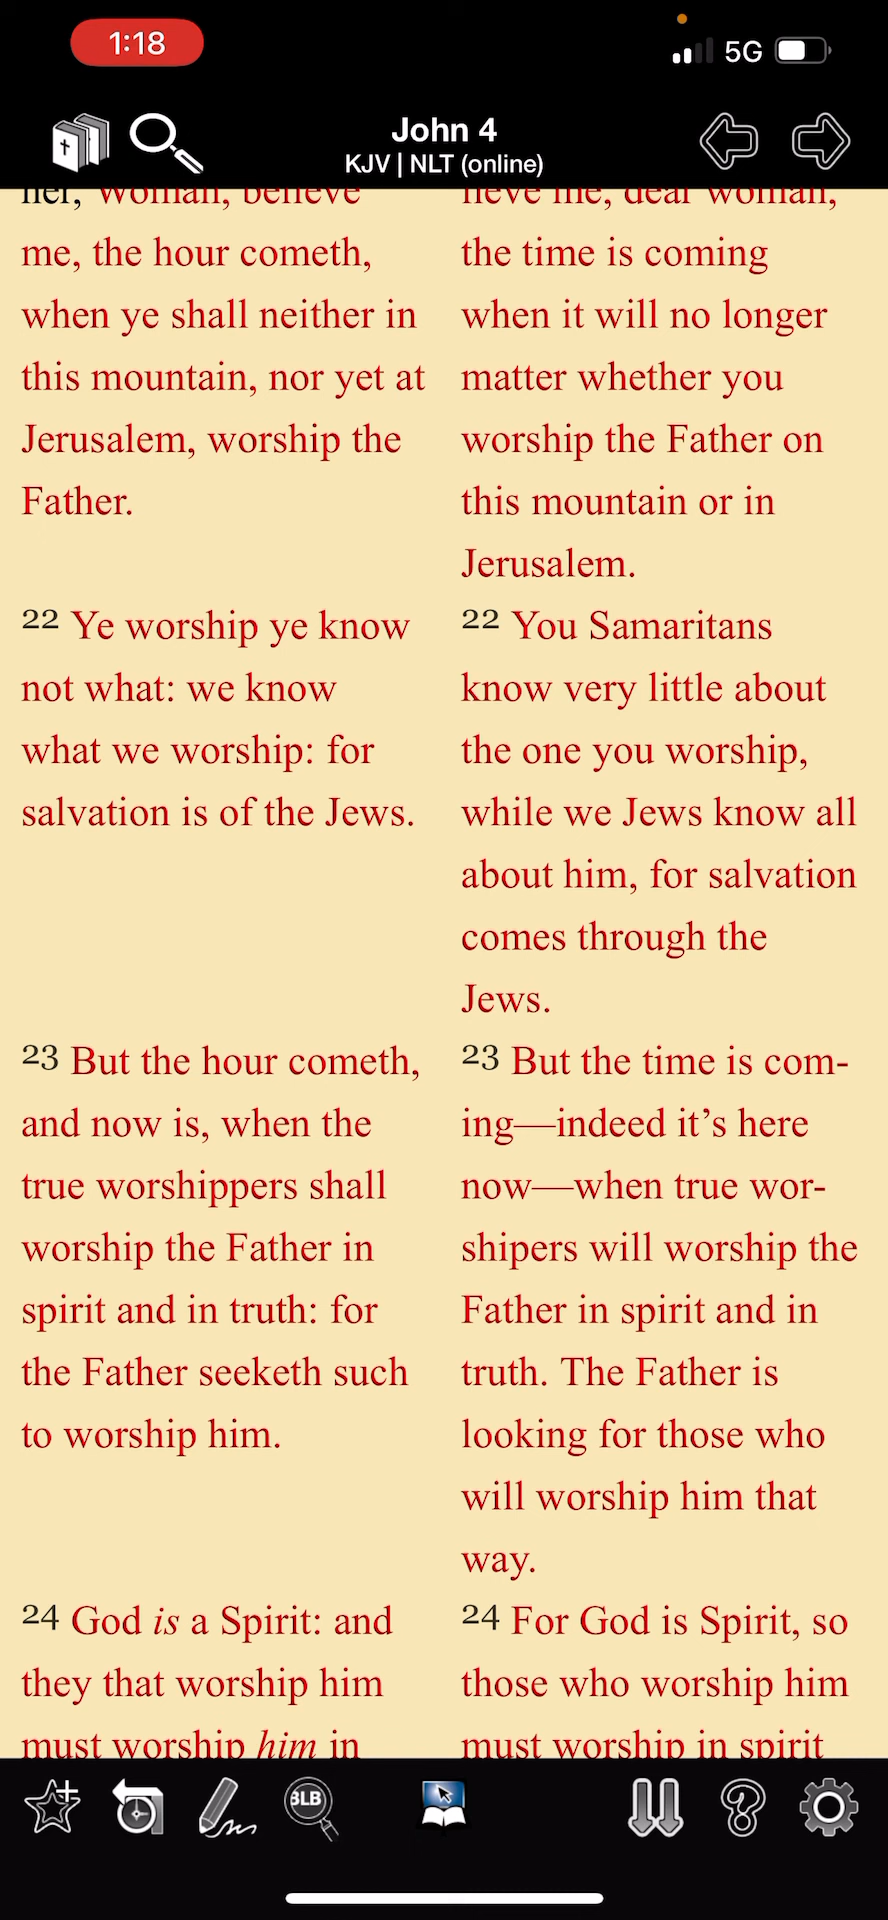 1:18
5G
John 4
KJV | NLT (online)
her, Woman, believe
me, the hour cometh,
when ye shall neither in
this mountain, nor yet at
Jerusalem, worship the
Father.
22 Ye worship ye know
not what: we know
what we worship: for
salvation is of the Jews.
23 But the hour cometh,
and now is, when the
true worshippers shall
worship the Father in
spirit and in truth: for
the Father seeketh such
to worship him.
24 God is a Spirit: and
they that worship him
must worship him in
lieve me, dear woman,
the time is coming
when it will no longer
matter whether you
worship the Father on
this mountain or in
Jerusalem.
22 You Samaritans
know very little about
the one you worship,
while we Jews know all
about him, for salvation
comes through the
Jews.
23 But the time is com-
ing—indeed it’s here
now—when true wor-
shipers will worship the
Father in spirit and in
truth. The Father is
looking for those who
will worship him that
way.
24 For God is Spirit, so
those who worship him
must worship in spirit
BLB